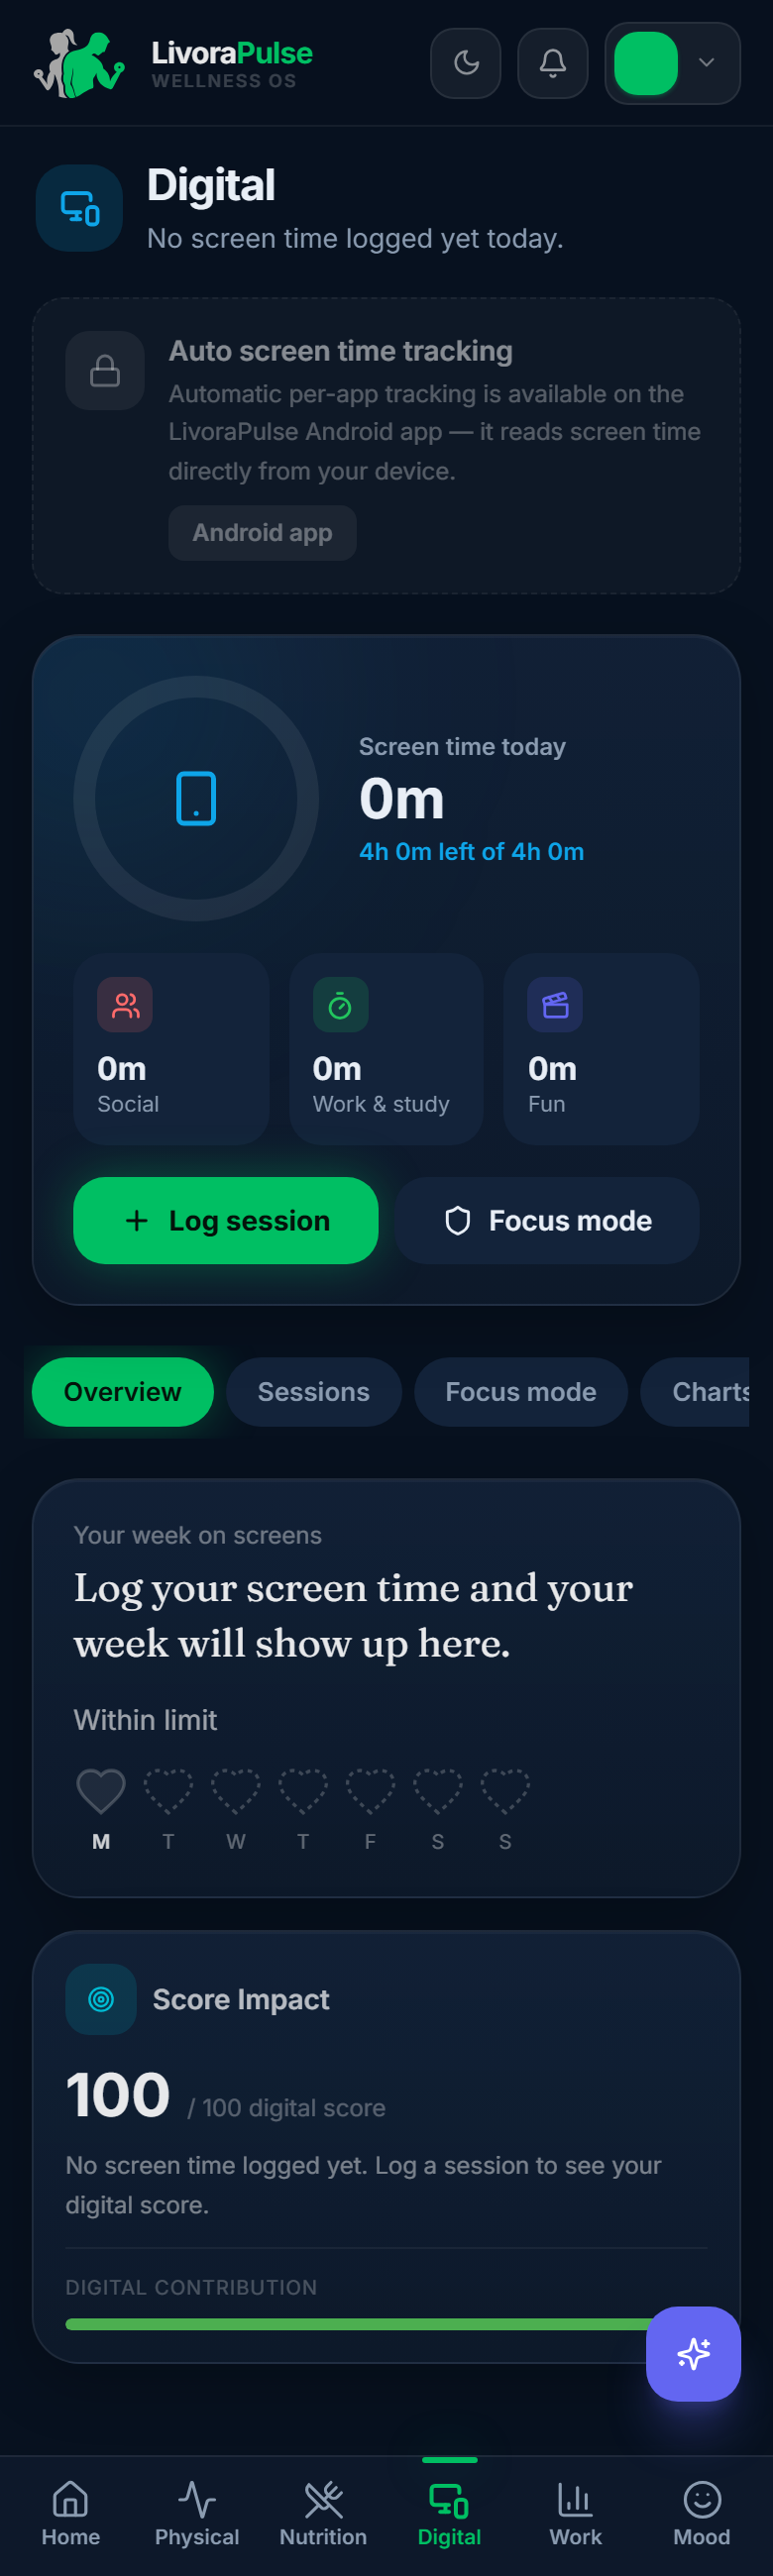 LivoraPulse
WELLNESS OS
Digital
No screen time logged yet today.
Auto screen time tracking
Automatic per-app tracking is available on the
LivoraPulse Android app — it reads screen time
directly from your device.
Android app
Screen time today
0m
4h 0m left of 4h 0m
0m
Social
0m
Work & study
0m
Fun
Log session
Focus mode
Overview
Sessions
Focus mode
Charts
Your week on screens
Log your screen time and your
week will show up here.
Within limit
M T W T F S S
Score Impact
100 / 100 digital score
No screen time logged yet. Log a session to see your
digital score.
DIGITAL CONTRIBUTION
Home
Physical
Nutrition
Digital
Work
Mood